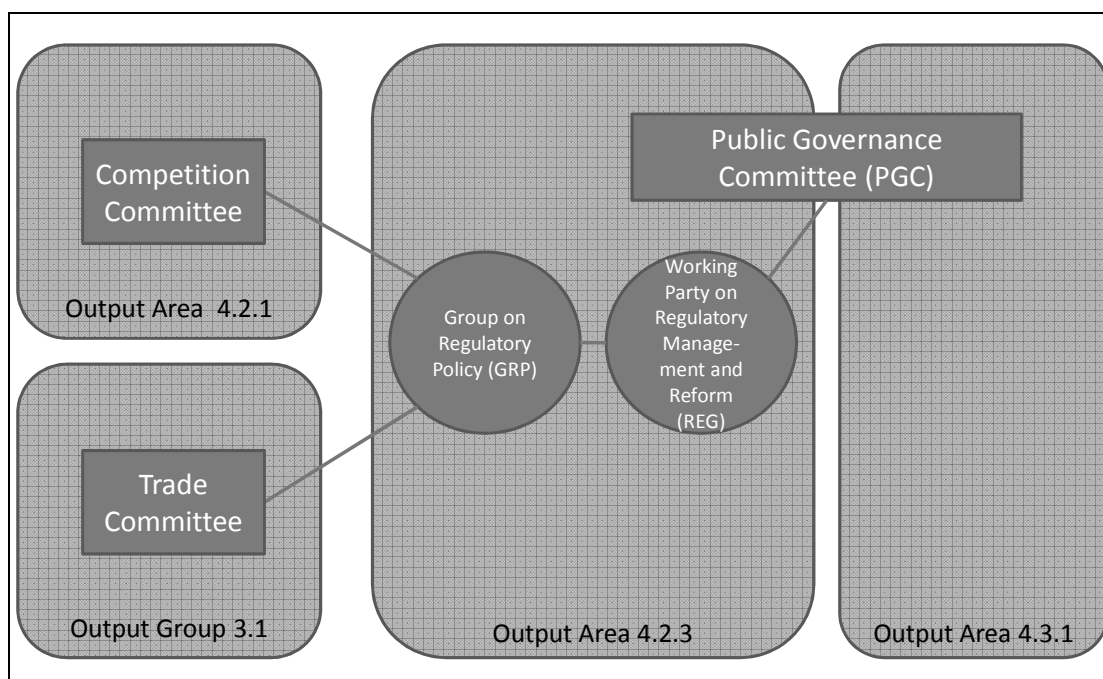 Competition
Committee
Output Area 4.2.1
Trade
Committee
Output Group 3.1
Group on
Regulatory
Policy (GRP)
Working
Party on
Regulatory
Manage-
ment and
Reform
(REG)
Output Area 4.2.3
Public Governance
Committee (PGC)
Output Area 4.3.1